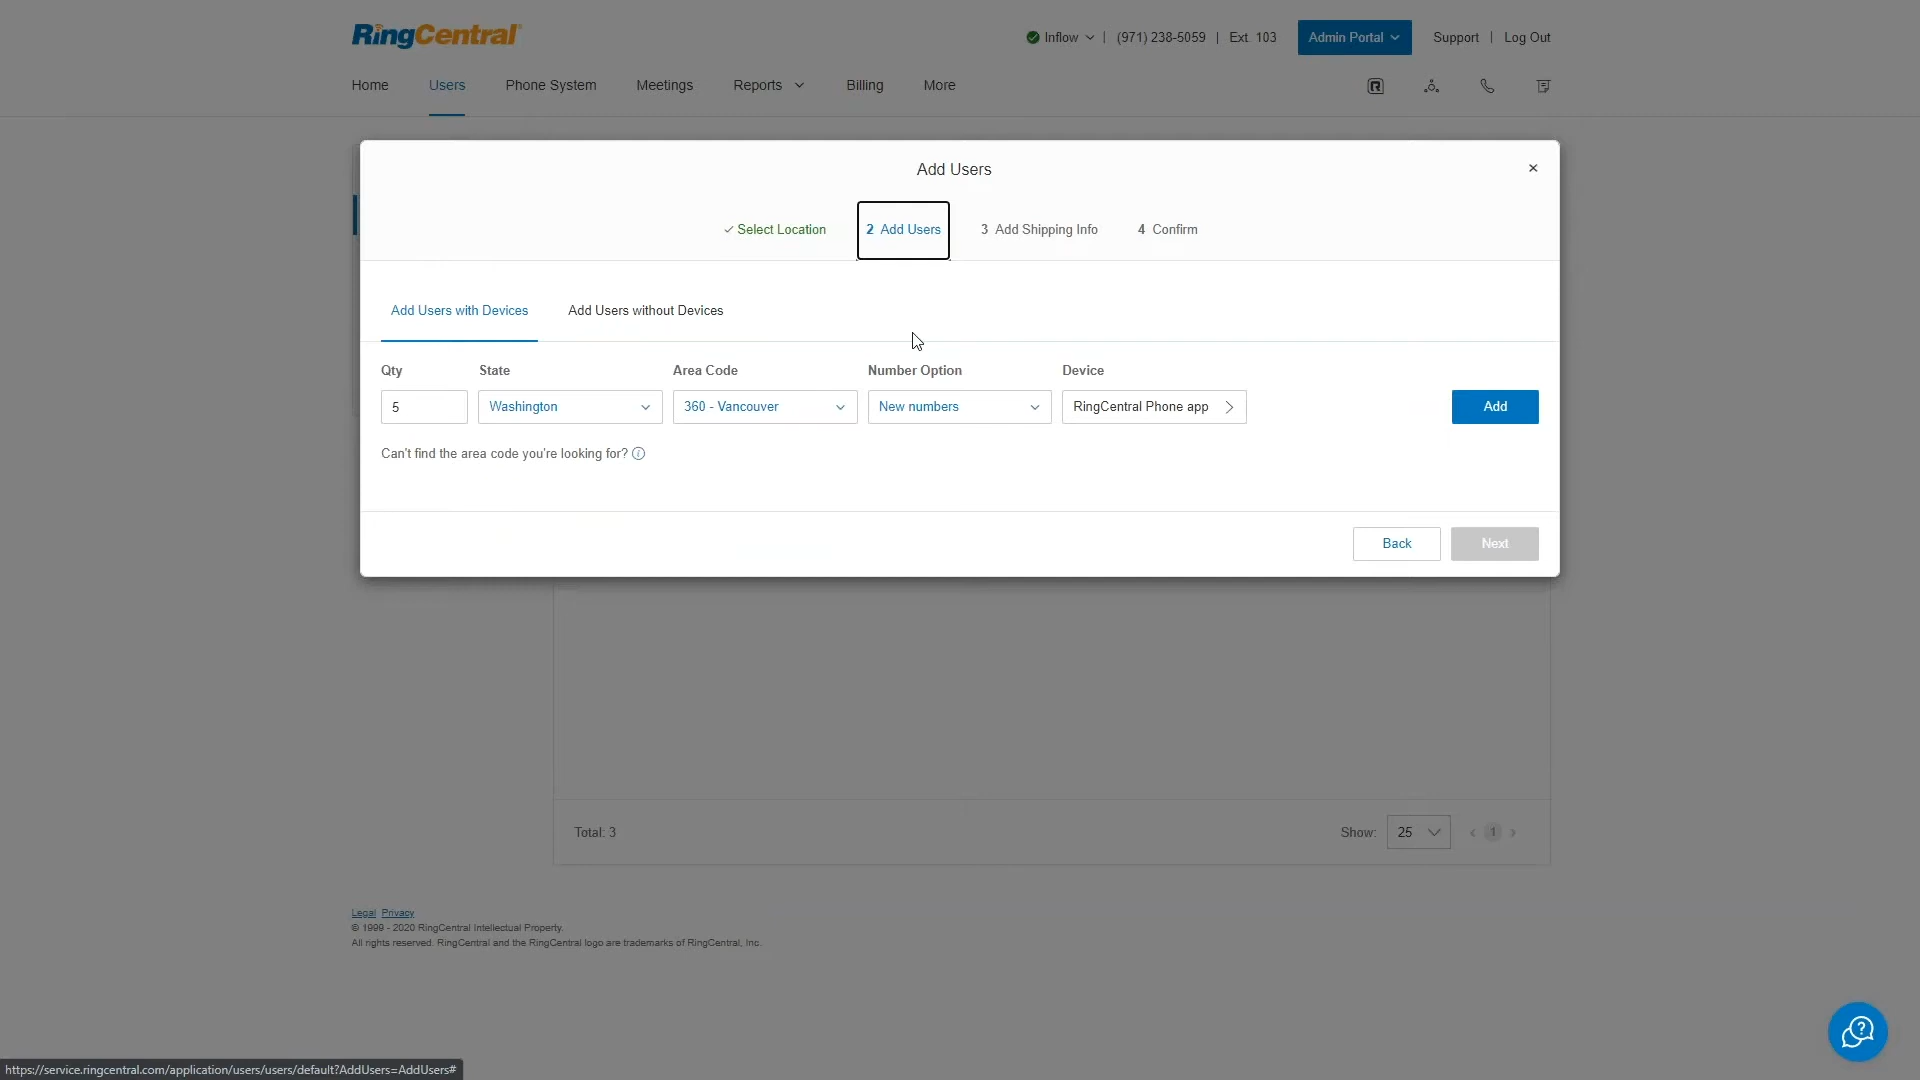 RingCentral
Inflow | (971) 238-5059 | Ext. 103 Admin Portal Support | Log Out
Home Users Phone System Meetings Reports Billing More
Add Users
×
✓ Select Location 2 Add Users 3 Add Shipping Info 4 Confirm
Add Users with Devices Add Users without Devices
Qty State Area Code Number Option Device
5 Washington 360 - Vancouver New numbers RingCentral Phone app Add
Can't find the area code you're looking for?
Back Next
Total: 3 Show: 25 ‹ 1 ›
Legal Privacy
© 1999 - 2020 RingCentral Intellectual Property.
All rights reserved. RingCentral and the RingCentral logo are trademarks of RingCentral, Inc.
https://service.ringcentral.com/application/users/users/default?AddUsers=AddUsers#